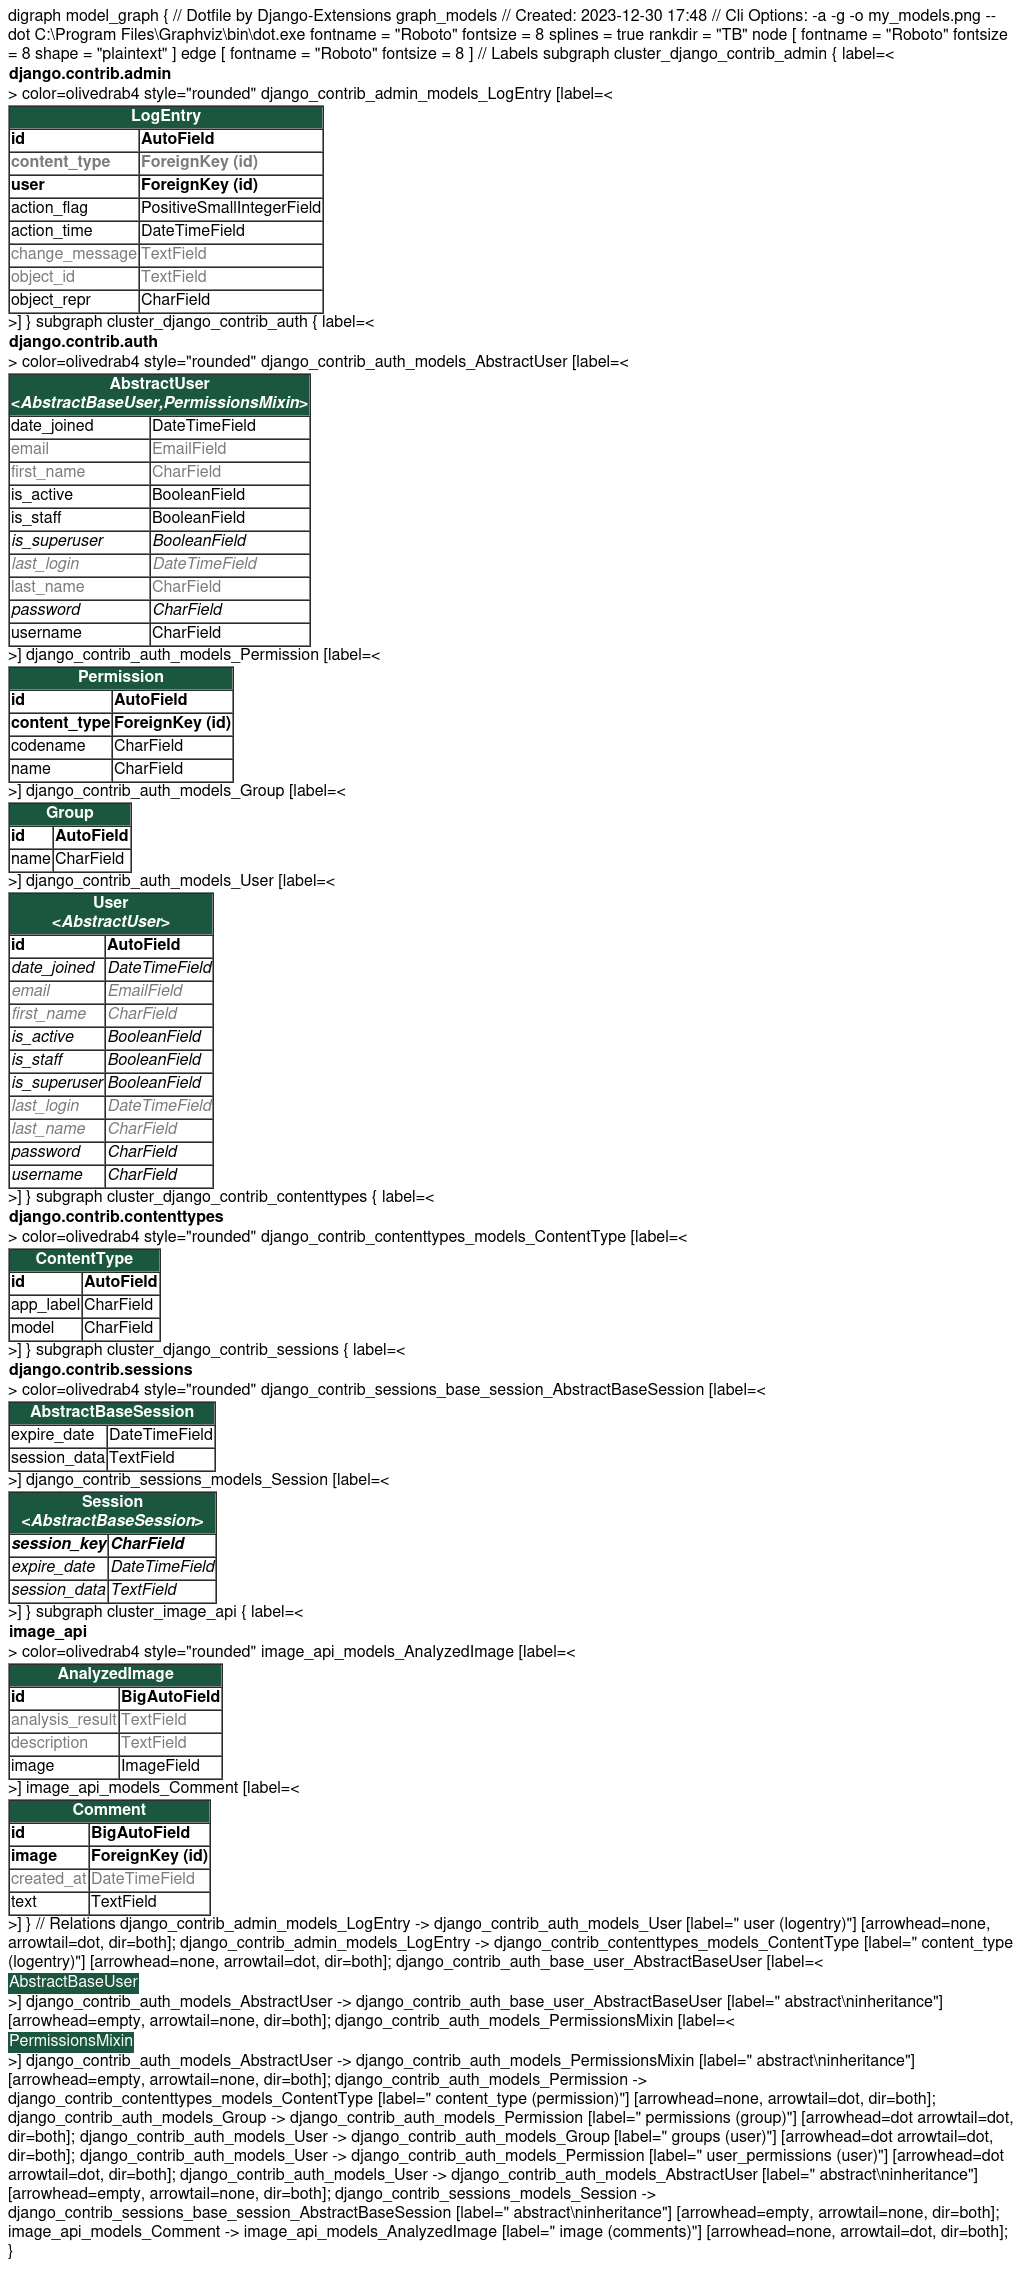 digraph model_graph { // Dotfile by Django-Extensions graph_models // Created: 2023-12-30 17:48 // Cli Options: -a -g -o my_models.png --
dot C:\Program Files\Graphviz\bin\dot.exe fontname = "Roboto" fontsize = 8 splines = true rankdir = "TB" node [ fontname = "Roboto" fontsize
= 8 shape = "plaintext" ] edge [ fontname = "Roboto" fontsize = 8 ] // Labels subgraph cluster_django_contrib_admin { label=<
django.contrib.admin
> color=olivedrab4 style="rounded" django_contrib_admin_models_LogEntry [label=<
LogEntry
id AutoField
content_type ForeignKey (id)
user ForeignKey (id)
action_flag PositiveSmallIntegerField
action_time DateTimeField
change_message TextField
object_id TextField
object_repr CharField
>] } subgraph cluster_django_contrib_auth { label=<
django.contrib.auth
> color=olivedrab4 style="rounded" django_contrib_auth_models_AbstractUser [label=<
AbstractUser
<AbstractBaseUser,PermissionsMixin>
date_joined DateTimeField
email EmailField
first_name CharField
is_active BooleanField
is_staff BooleanField
is_superuser BooleanField
last_login DateTimeField
last_name CharField
password CharField
username CharField
>] django_contrib_auth_models_Permission [label=<
Permission
id AutoField
content_type ForeignKey (id)
codename CharField
name CharField
>] django_contrib_auth_models_Group [label=<
Group
id AutoField
name CharField
>] django_contrib_auth_models_User [label=<
User
<AbstractUser>
id AutoField
date_joined DateTimeField
email EmailField
first_name CharField
is_active BooleanField
is_staff BooleanField
is_superuser BooleanField
last_login DateTimeField
last_name CharField
password CharField
username CharField
>] } subgraph cluster_django_contrib_contenttypes { label=<
django.contrib.contenttypes
> color=olivedrab4 style="rounded" django_contrib_contenttypes_models_ContentType [label=<
ContentType
id AutoField
app_label CharField
model CharField
>] } subgraph cluster_django_contrib_sessions { label=<
django.contrib.sessions
> color=olivedrab4 style="rounded" django_contrib_sessions_base_session_AbstractBaseSession [label=<
AbstractBaseSession
expire_date DateTimeField
session_data TextField
>] django_contrib_sessions_models_Session [label=<
Session
<AbstractBaseSession>
session_key CharField
expire_date DateTimeField
session_data TextField
>] } subgraph cluster_image_api { label=<
image_api
> color=olivedrab4 style="rounded" image_api_models_AnalyzedImage [label=<
AnalyzedImage
id BigAutoField
analysis_result TextField
description TextField
image ImageField
>] image_api_models_Comment [label=<
Comment
id BigAutoField
image ForeignKey (id)
created_at DateTimeField
text TextField
>] } // Relations django_contrib_admin_models_LogEntry -> django_contrib_auth_models_User [label=" user (logentry)"] [arrowhead=none,
arrowtail=dot, dir=both]; django_contrib_admin_models_LogEntry -> django_contrib_contenttypes_models_ContentType [label=" content_type
(logentry)"] [arrowhead=none, arrowtail=dot, dir=both]; django_contrib_auth_base_user_AbstractBaseUser [label=<
AbstractBaseUser
>] django_contrib_auth_models_AbstractUser -> django_contrib_auth_base_user_AbstractBaseUser [label=" abstract\ninheritance"]
[arrowhead=empty, arrowtail=none, dir=both]; django_contrib_auth_models_PermissionsMixin [label=<
PermissionsMixin
>] django_contrib_auth_models_AbstractUser -> django_contrib_auth_models_PermissionsMixin [label=" abstract\ninheritance"]
[arrowhead=empty, arrowtail=none, dir=both]; django_contrib_auth_models_Permission ->
django_contrib_contenttypes_models_ContentType [label=" content_type (permission)"] [arrowhead=none, arrowtail=dot, dir=both];
django_contrib_auth_models_Group -> django_contrib_auth_models_Permission [label=" permissions (group)"] [arrowhead=dot arrowtail=dot,
dir=both]; django_contrib_auth_models_User -> django_contrib_auth_models_Group [label=" groups (user)"] [arrowhead=dot arrowtail=dot,
dir=both]; django_contrib_auth_models_User -> django_contrib_auth_models_Permission [label=" user_permissions (user)"] [arrowhead=dot
arrowtail=dot, dir=both]; django_contrib_auth_models_User -> django_contrib_auth_models_AbstractUser [label=" abstract\ninheritance"]
[arrowhead=empty, arrowtail=none, dir=both]; django_contrib_sessions_models_Session ->
django_contrib_sessions_base_session_AbstractBaseSession [label=" abstract\ninheritance"] [arrowhead=empty, arrowtail=none, dir=both];
image_api_models_Comment -> image_api_models_AnalyzedImage [label=" image (comments)"] [arrowhead=none, arrowtail=dot, dir=both];
}